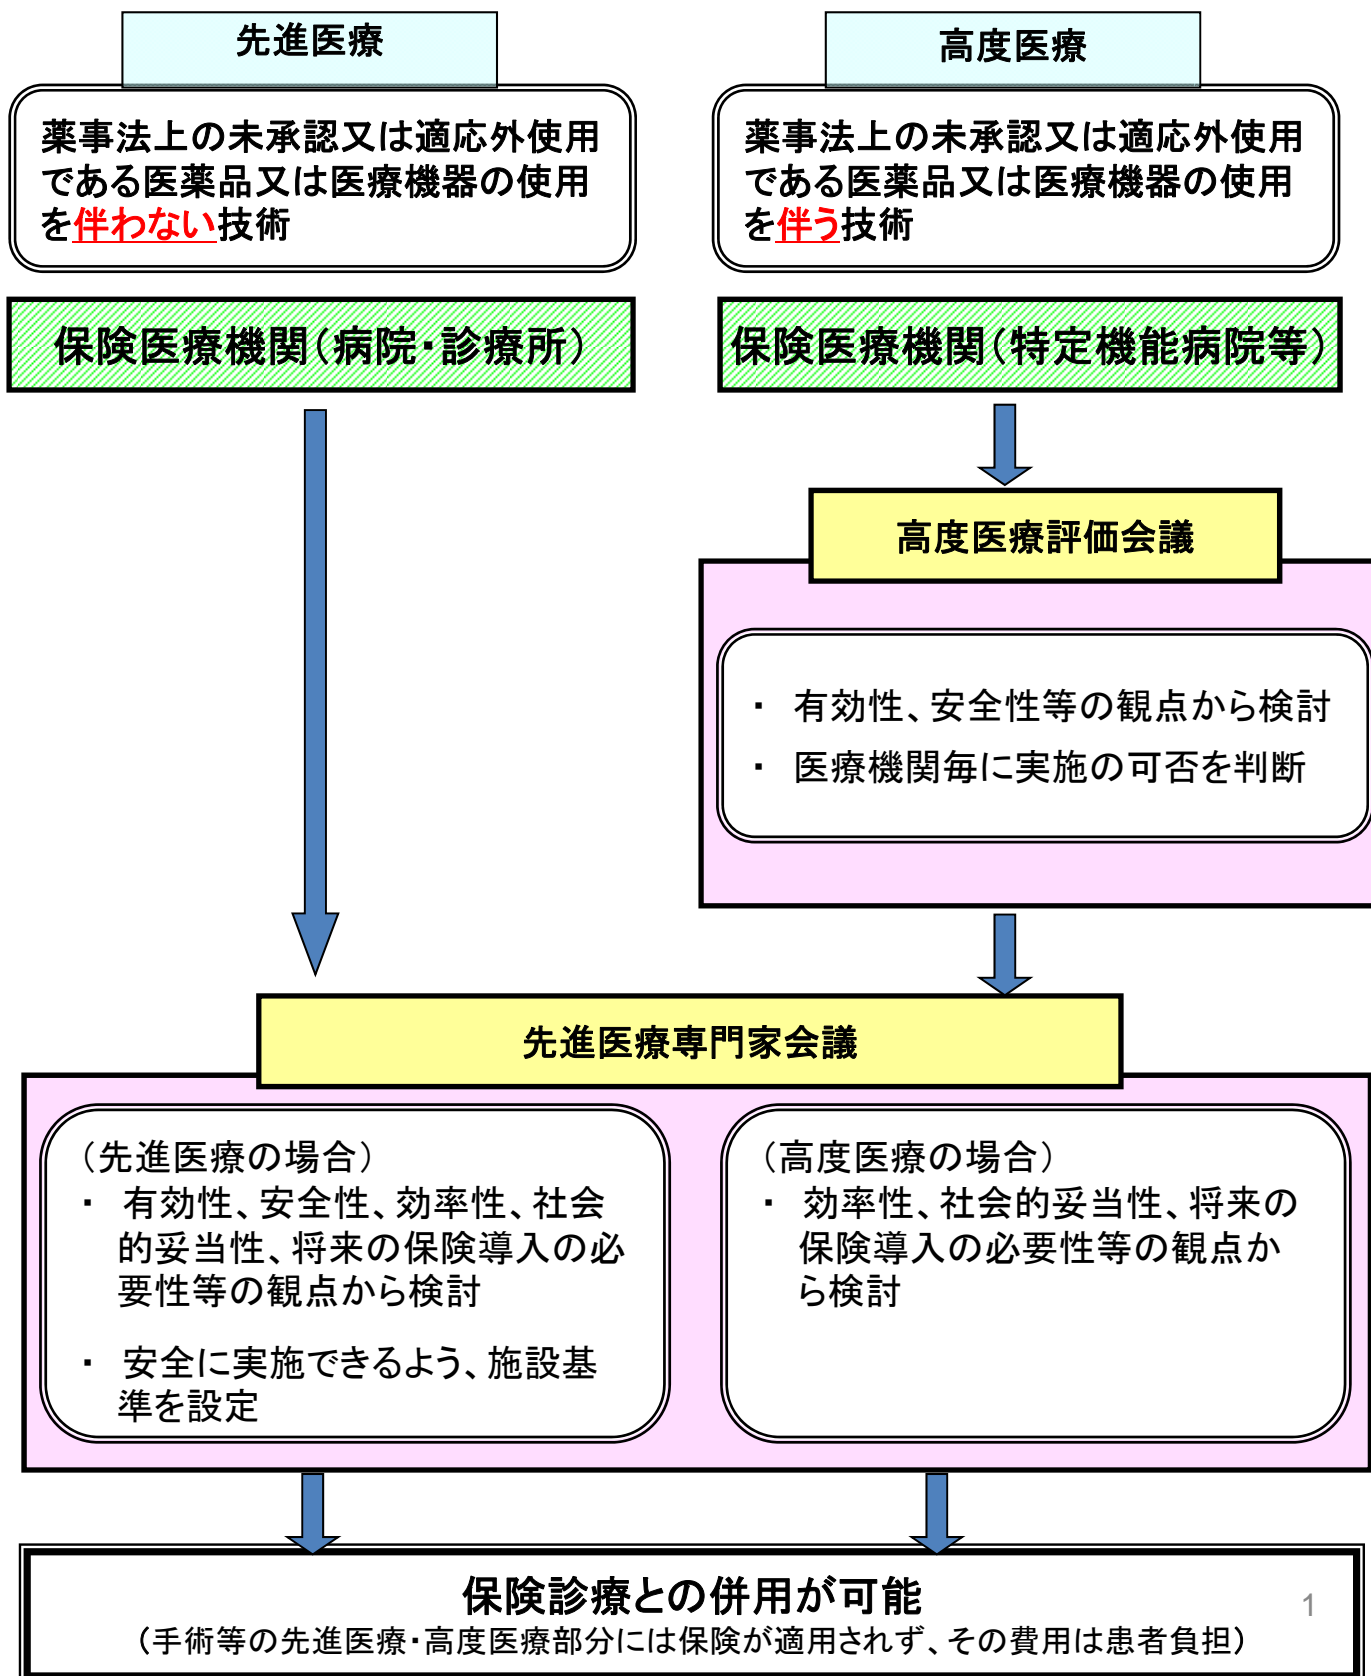 先進医療
薬事法上の未承認又は適応外使用
である医薬品又は医療機器の使用
を伴わない技術
保険医療機関（病院・診療所）
高度医療
薬事法上の未承認又は適応外使用
である医薬品又は医療機器の使用
を伴う技術
保険医療機関（特定機能病院等）
高度医療評価会議
・ 有効性、安全性等の観点から検討
・ 医療機関毎に実施の可否を判断
先進医療専門家会議
（先進医療の場合）
・ 有効性、安全性、効率性、社会
的妥当性、将来の保険導入の必
要性等の観点から検討
・ 安全に実施できるよう、施設基
準を設定
（高度医療の場合）
・ 効率性、社会的妥当性、将来の
保険導入の必要性等の観点か
ら検討
保険診療との併用が可能
（手術等の先進医療・高度医療部分には保険が適用されず、その費用は患者負担）
1